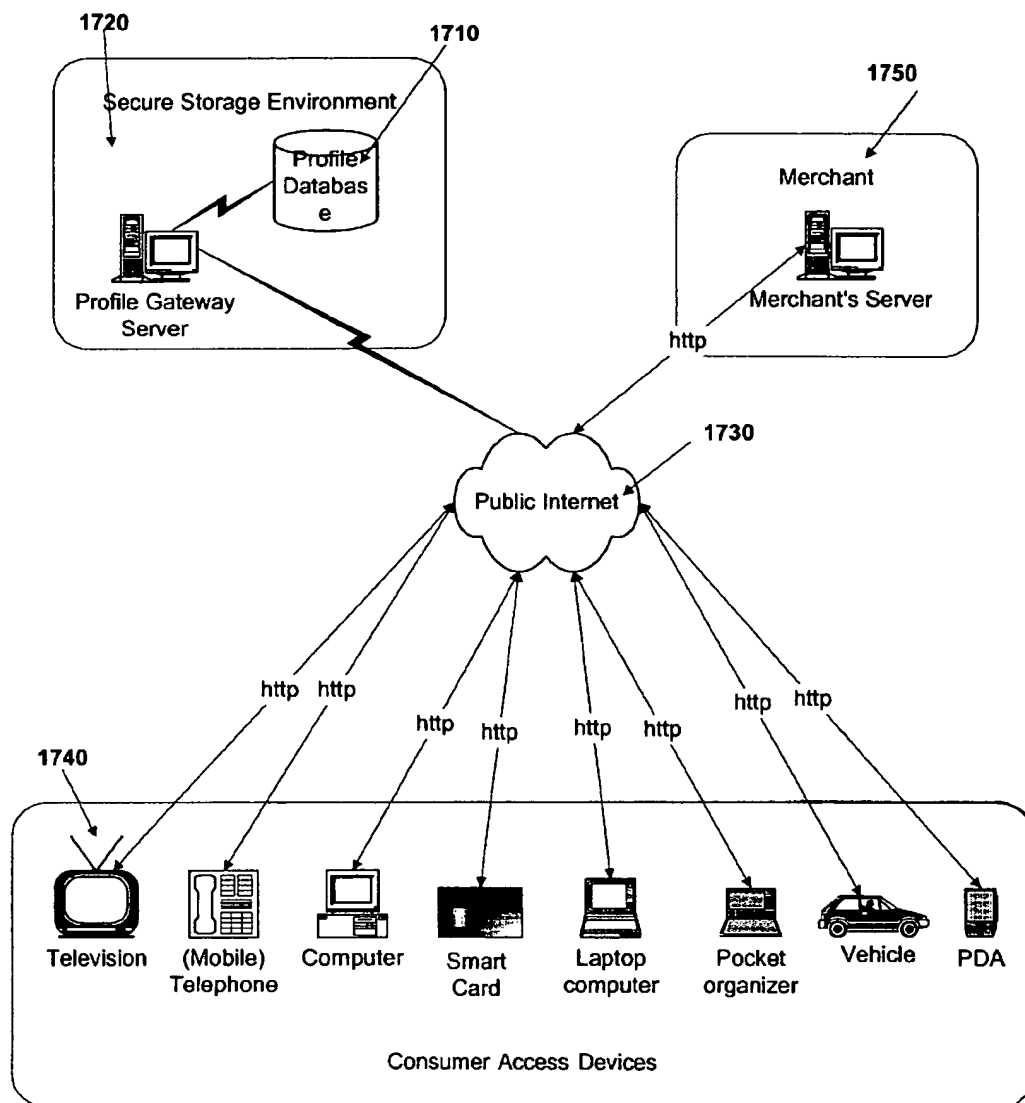 1720
1710
1750
Secure Storage Environment
Profile
Databas
e
Profile Gateway
Server
Merchant
Merchant's Server
http
1730
Public Internet
http
http
http
http
http
http
http
http
1740
Television
(Mobile)
Telephone
Computer
Smart
Card
Laptop
computer
Pocket
organizer
Vehicle
PDA
Consumer Access Devices